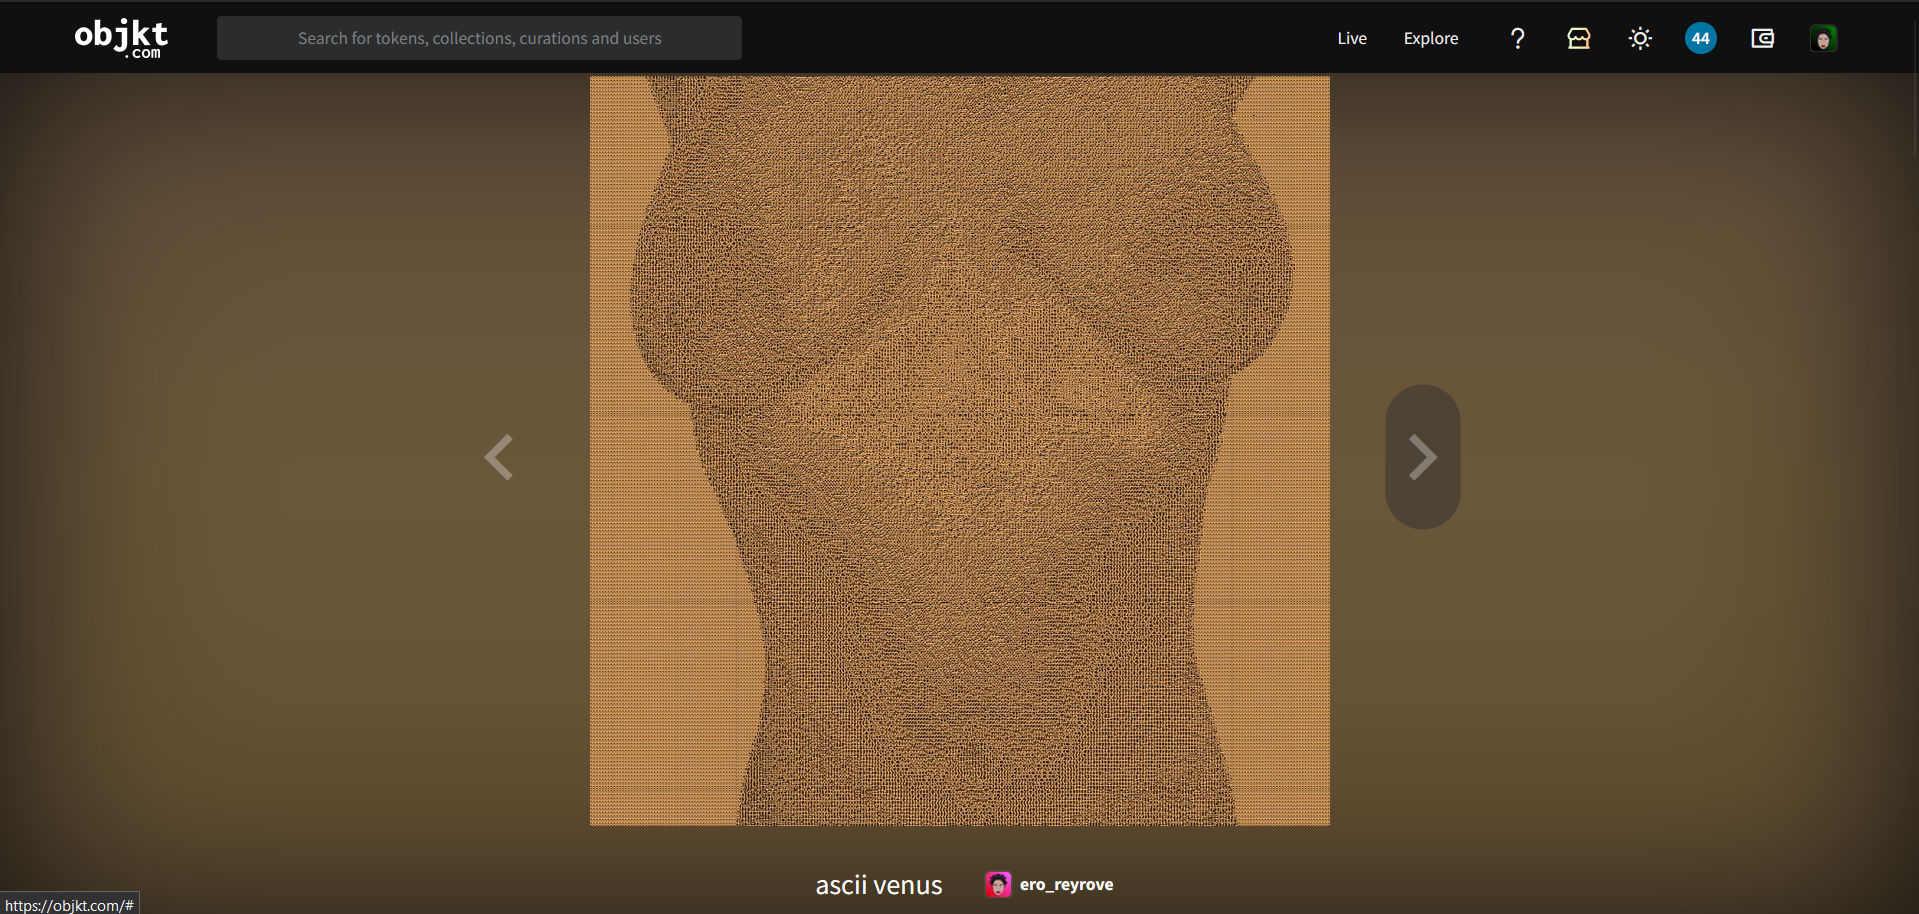 objkt
.com
Search for tokens, collections, curations and users
Live
Explore
?
44
ascii venus
ero_reyrove
https://objkt.com/#